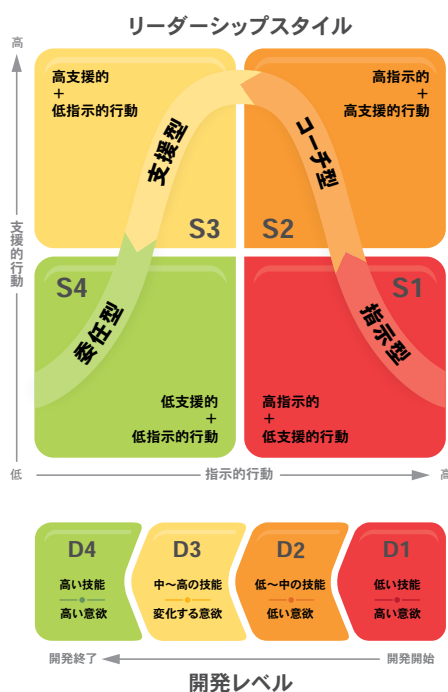 リーダーシップスタイル
高
支援的行動
低
高支援的
+
低指示的行動
支援型
S3
高指示的
+
高支援的行動
コーチ型
S2
S4
委任型
低支援的
+
低指示的行動
S1
指示型
高指示的
+
低支援的行動
指示的行動
高
D4
高い技能
高い意欲
D3
中～高の技能
変化する意欲
D2
低～中の技能
低い意欲
D1
低い技能
高い意欲
開発終了
開発開始
開発レベル